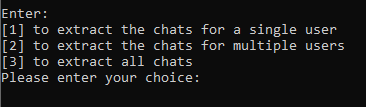 Enter:
[1] to extract the chats for a single user
[2] to extract the chats for multiple users
[3] to extract all chats
Please enter your choice: